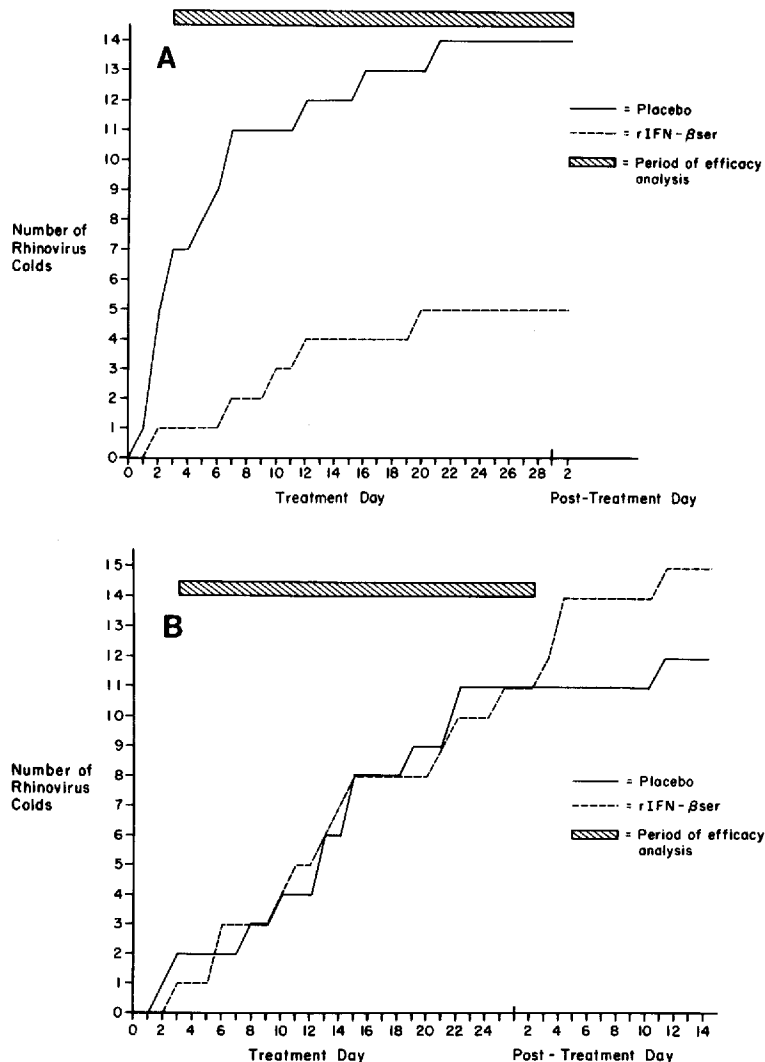 A
14
13
12
11
10
9
8
7
6
5
4
3
2
1
0
Number of
Rhinovirus
Colds
0 2 4 6 8 10 12 14 16 18 20 22 24 26 28 2
Treatment Day
Post-Treatment Day
= Placebo
= rIFN-βser
= Period of efficacy
analysis
B
15
14
13
12
11
10
9
8
7
6
5
4
3
2
1
0
Number of
Rhinovirus
Colds
0 2 4 6 8 10 12 14 16 18 20 22 24 2 4 6 8 10 12 14
Treatment Day
Post-Treatment Day
= Placebo
= rIFN-βser
= Period of efficacy
analysis